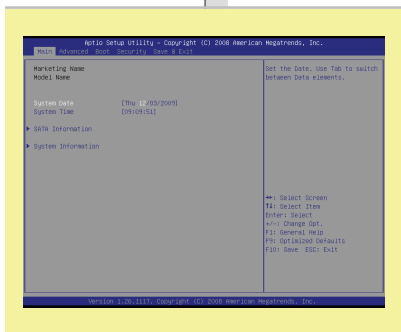 Aptio Setup Utility - Copyright (C) 2008 American Megatrends, Inc.
Main Advanced Boot Security Save & Exit
Marketing Name
Model Name
System Date [Thu 12/03/2009]
System Time [09:09:51]
SATA Information
System Information
Set the Date. Use Tab to switch
between Data elements.
↔: Select Screen
↑↓: Select Item
Enter: Select
+/-: Change Opt.
F1: General Help
F9: Optimized Defaults
F10: Save ESC: Exit
Version 1.28.1117. Copyright (C) 2008 American Megatrends, Inc.